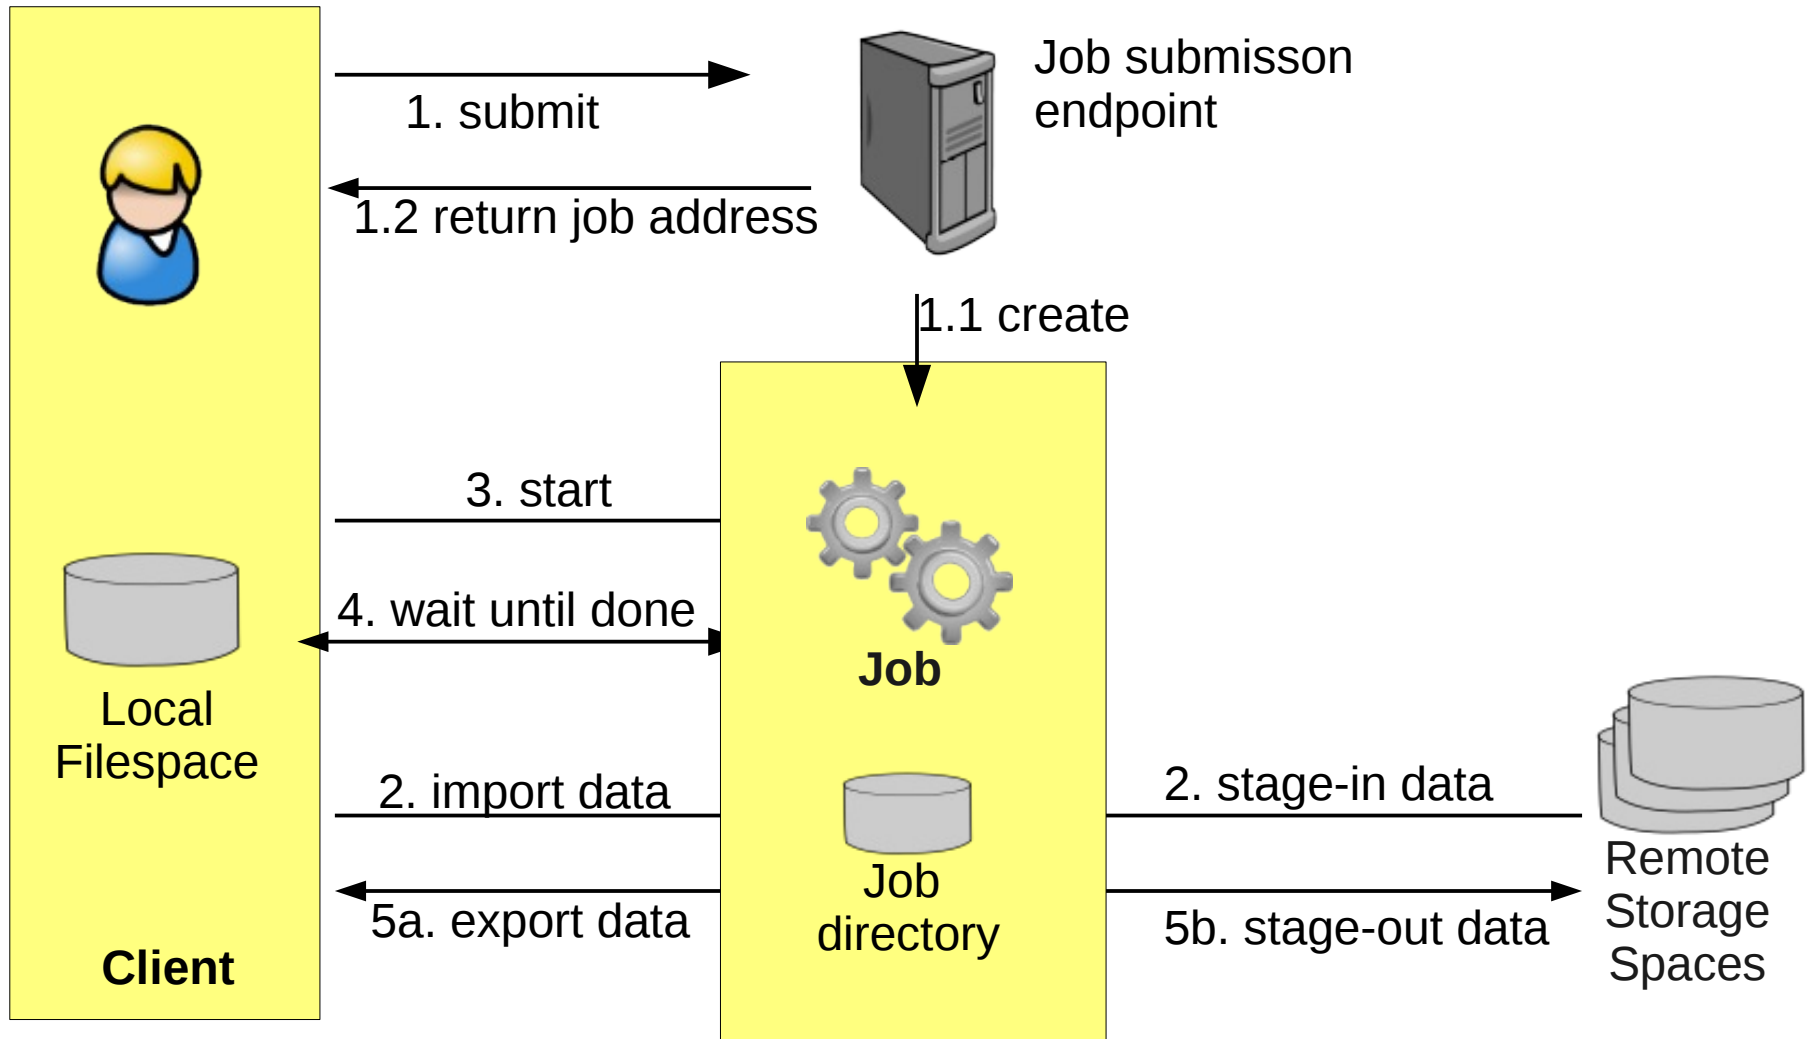 Job submisson
endpoint
1. submit
1.2 return job address
1.1 create
3. start
4. wait until done
Job
Local
Filespace
2. import data
2. stage-in data
Job
directory
5a. export data
5b. stage-out data
Remote
Storage
Spaces
Client